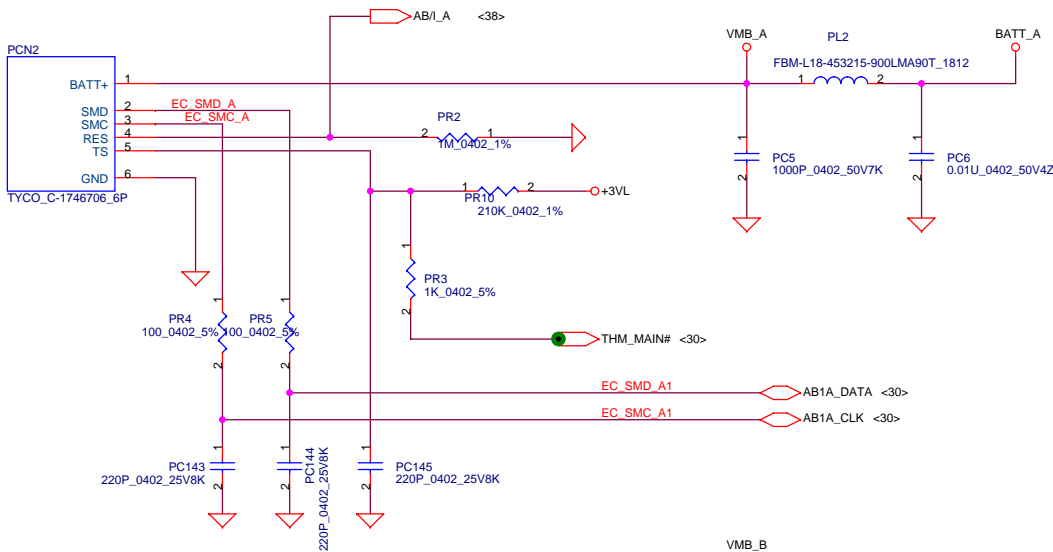 AB/I_A <38>
PCN2
VMB_A
PL2
BATT_A
FBM-L18-453215-900LMA90T_1812
BATT+ 1
1 2
SMD 2 EC_SMD_A
SMC 3 EC_SMC_A
RES 4
TS 5
GND 6
TYCO_C-1746706_6P
PR2
2 1
1M_0402_1%
1
PC5
1000P_0402_50V7K
2
1
PC6
0.01U_0402_50V4Z
2
1 2
PR10
210K_0402_1%
+3VL
1
PR3
1K_0402_5%
2
THM_MAIN# <30>
1
PR4
100_0402_5%
2
1
PR5
100_0402_5%
2
EC_SMD_A1
AB1A_DATA <30>
EC_SMC_A1
AB1A_CLK <30>
1
PC143
220P_0402_25V8K
2
1
PC144
220P_0402_25V8K
2
1
PC145
220P_0402_25V8K
2
VMB_B